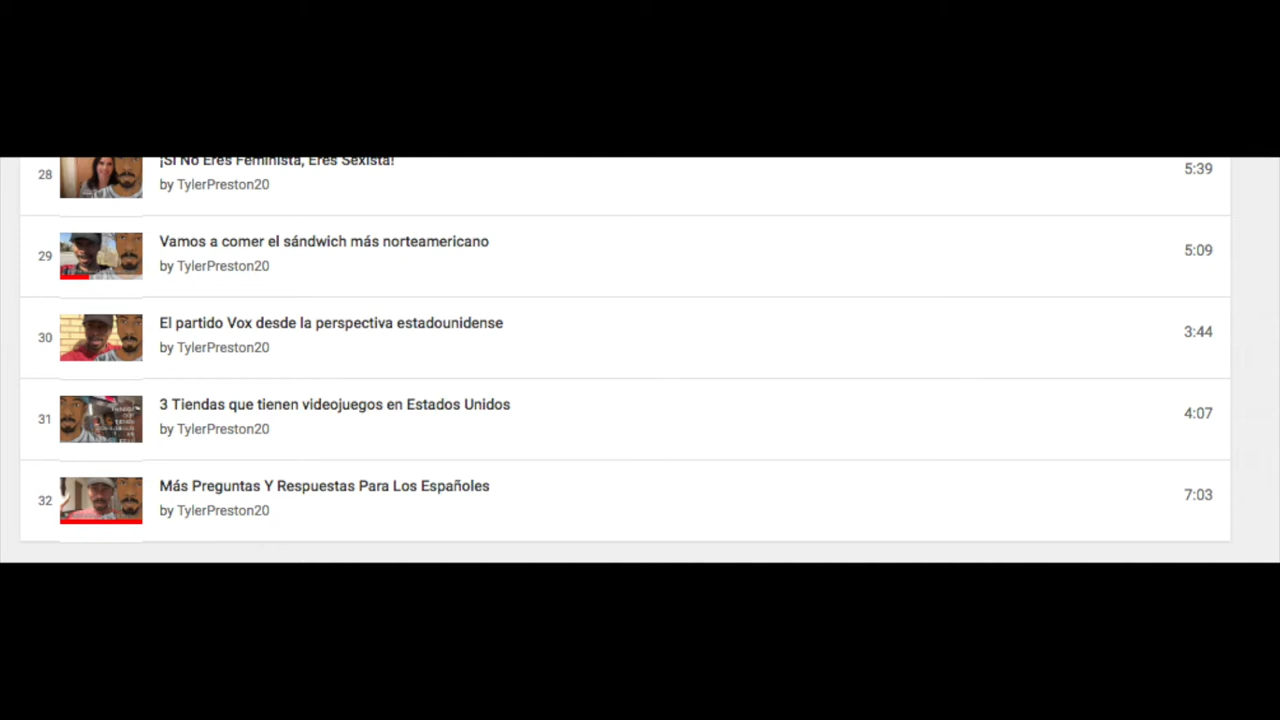 28
¡Si No Eres Feminista, Eres Sexista!
5:39
by TylerPreston20
29
Vamos a comer el sándwich más norteamericano
5:09
by TylerPreston20
30
El partido Vox desde la perspectiva estadounidense
3:44
by TylerPreston20
31
3 Tiendas que tienen videojuegos en Estados Unidos
4:07
by TylerPreston20
32
Más Preguntas Y Respuestas Para Los Españoles
7:03
by TylerPreston20